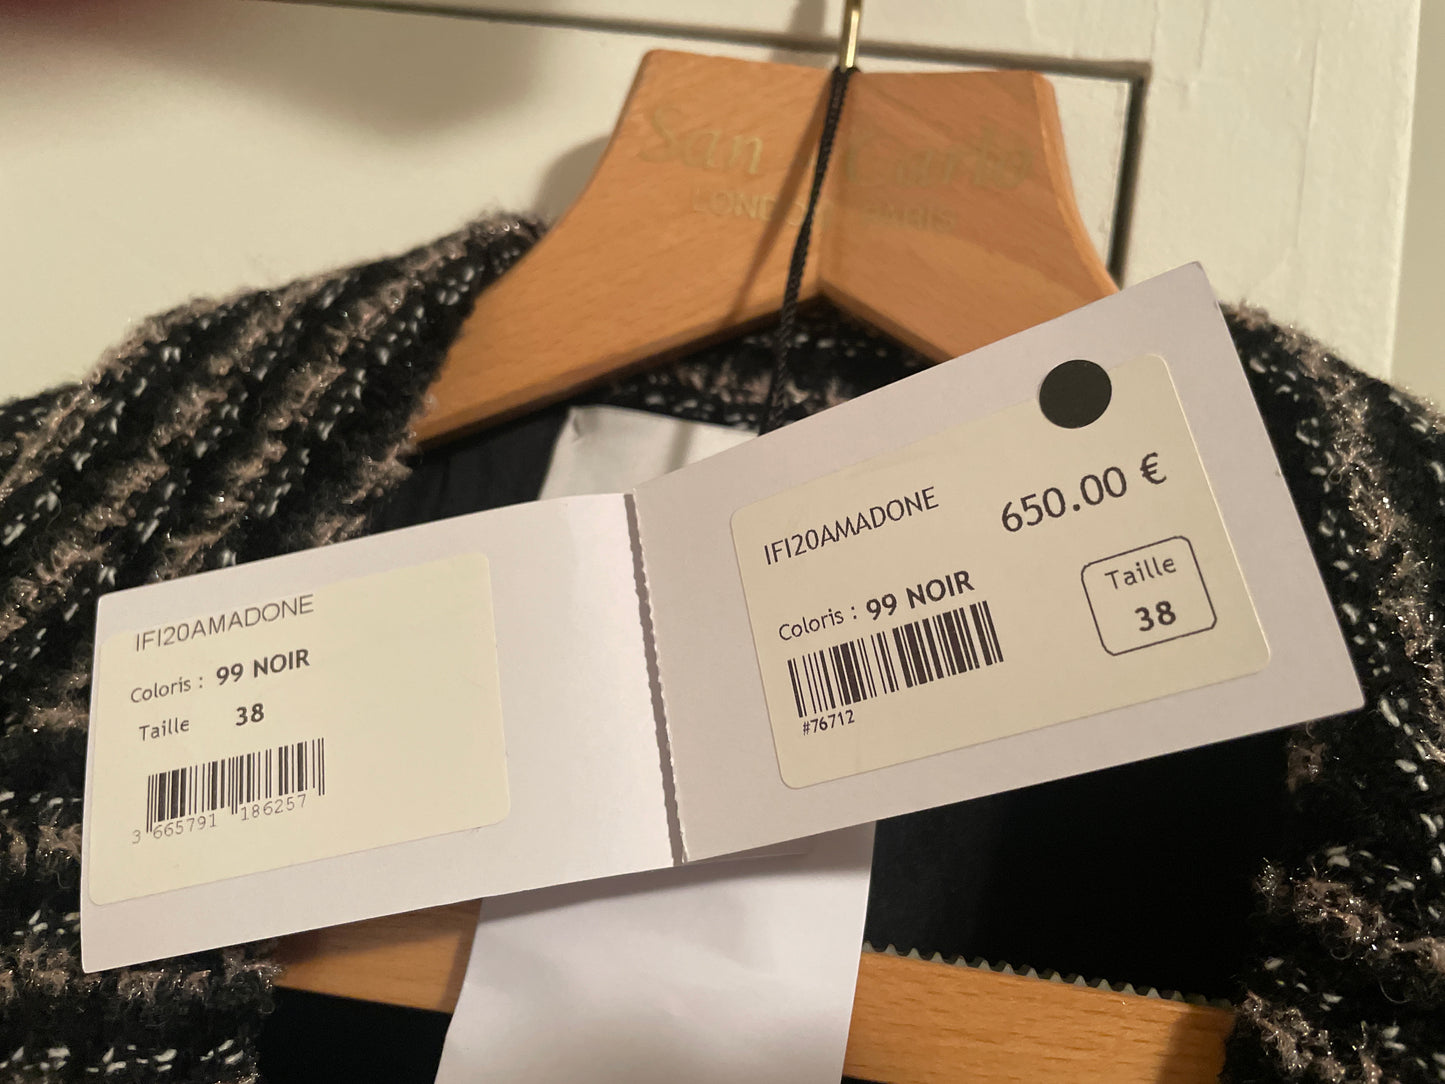 San Carlo
LONDON PARIS
IFI20AMADONE
Coloris : 99 NOIR
Taille 38
3 665791 186257
IFI20AMADONE
650.00 €
Coloris : 99 NOIR
#76712
Taille
38